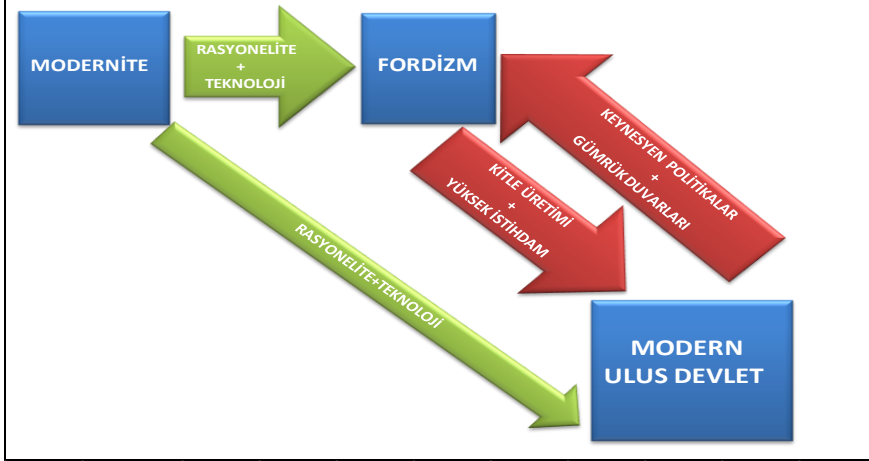 MODERNİTE
RASYONELİTE
+
TEKNOLOJİ
FORDİZM
KEYNESYEN POLİTİKALAR
+
GÜMRÜK DUVARLARI
KİTLE ÜRETİMİ
+
YÜKSEK İSTİHDAM
RASYONELİTE+TEKNOLOJİ
MODERN
ULUS DEVLET